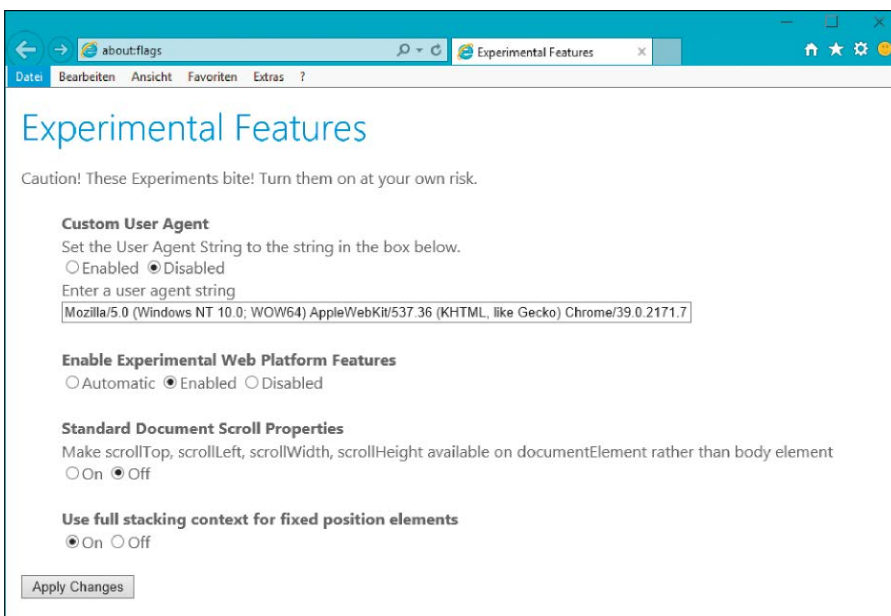 about:flags
Experimental Features
Datei Bearbeiten Ansicht Favoriten Extras ?
Experimental Features
Caution! These Experiments bite! Turn them on at your own risk.
Custom User Agent
Set the User Agent String to the string in the box below.
Enabled Disabled
Enter a user agent string
Mozilla/5.0 (Windows NT 10.0; WOW64) AppleWebKit/537.36 (KHTML, like Gecko) Chrome/39.0.2171.7
Enable Experimental Web Platform Features
Automatic Enabled Disabled
Standard Document Scroll Properties
Make scrollTop, scrollLeft, scrollWidth, scrollHeight available on documentElement rather than body element
On Off
Use full stacking context for fixed position elements
On Off
Apply Changes